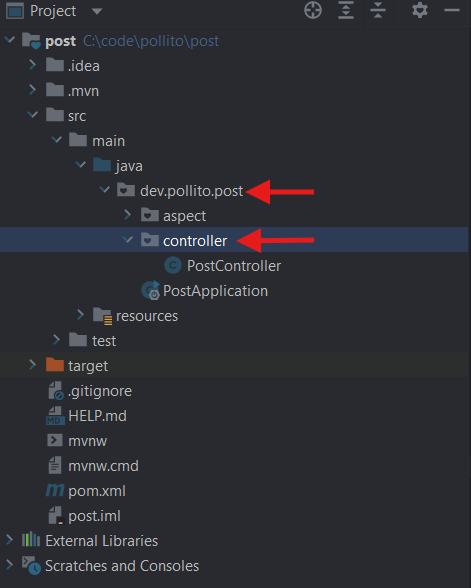 Project
post C:\code\pollito\post
.idea
.mvn
src
main
java
dev.pollito.post
aspect
controller
PostController
PostApplication
resources
test
target
.gitignore
HELP.md
mvnw
mvnw.cmd
pom.xml
post.iml
External Libraries
Scratches and Consoles